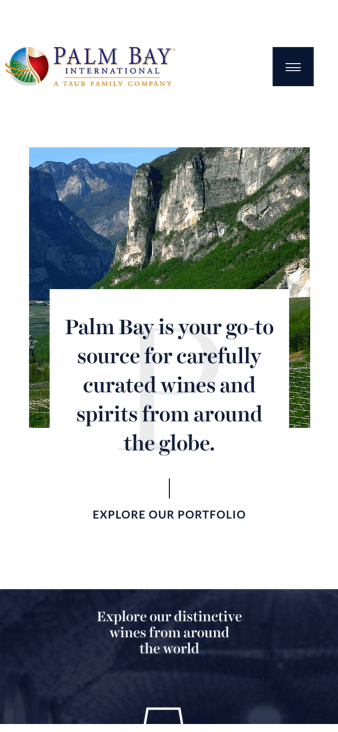 PALM BAY
INTERNATIONAL
A TAUB FAMILY COMPANY
Palm Bay is your go-to
source for carefully
curated wines and
spirits from around
the globe.
EXPLORE OUR PORTFOLIO
Explore our distinctive
wines from around
the world